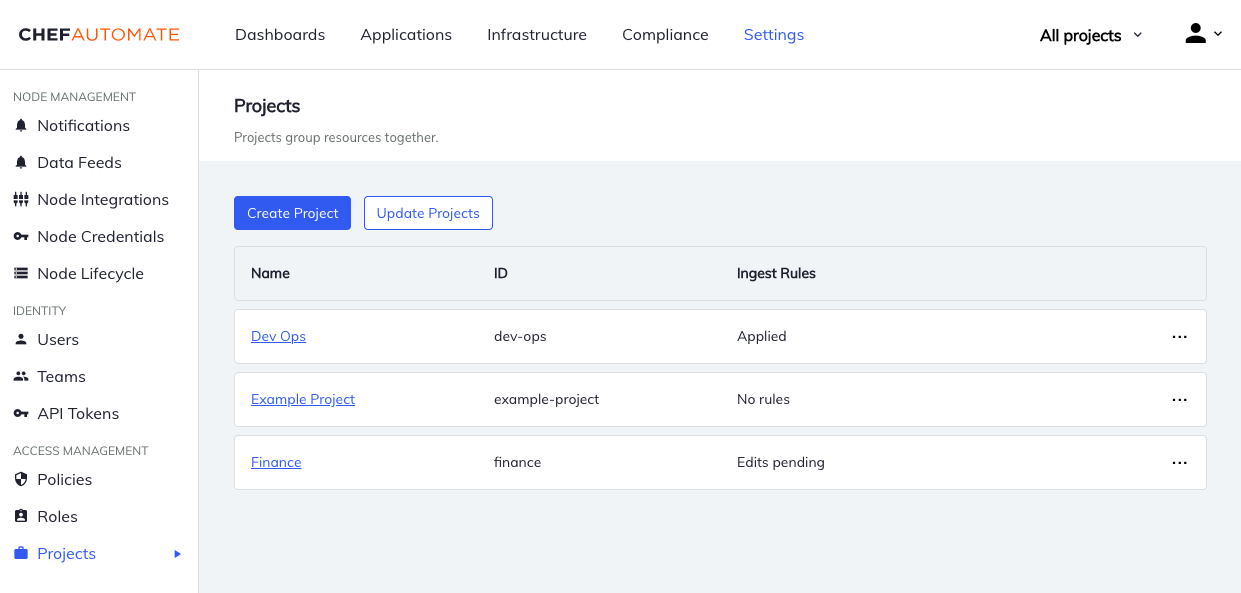 CHEFAUTOMATE
Dashboards Applications Infrastructure Compliance Settings All projects
NODE MANAGEMENT
Notifications
Data Feeds
Node Integrations
Node Credentials
Node Lifecycle
IDENTITY
Users
Teams
API Tokens
ACCESS MANAGEMENT
Policies
Roles
Projects
Projects
Projects group resources together.
Create Project Update Projects
Name ID Ingest Rules
Dev Ops dev-ops Applied
Example Project example-project No rules
Finance finance Edits pending